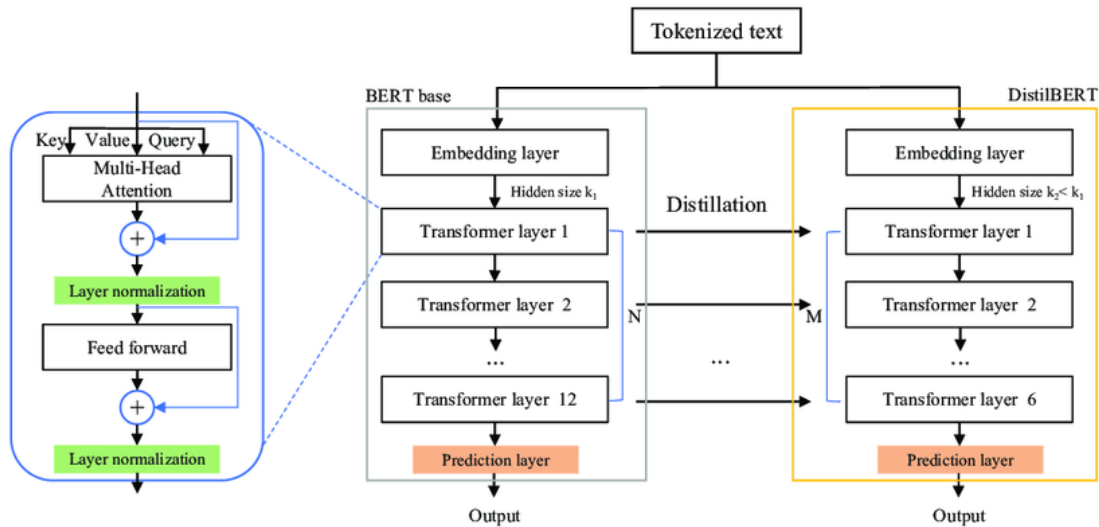 Tokenized text
BERT base
DistilBERT
Key
Value
Query
Multi-Head
Attention
+
Layer normalization
Feed forward
+
Layer normalization
Embedding layer
Hidden size k₁
Transformer layer 1
Transformer layer 2
...
Transformer layer 12
N
Prediction layer
Output
Distillation
...
Embedding layer
Hidden size k₂< k₁
Transformer layer 1
Transformer layer 2
M
...
Transformer layer 6
Prediction layer
Output